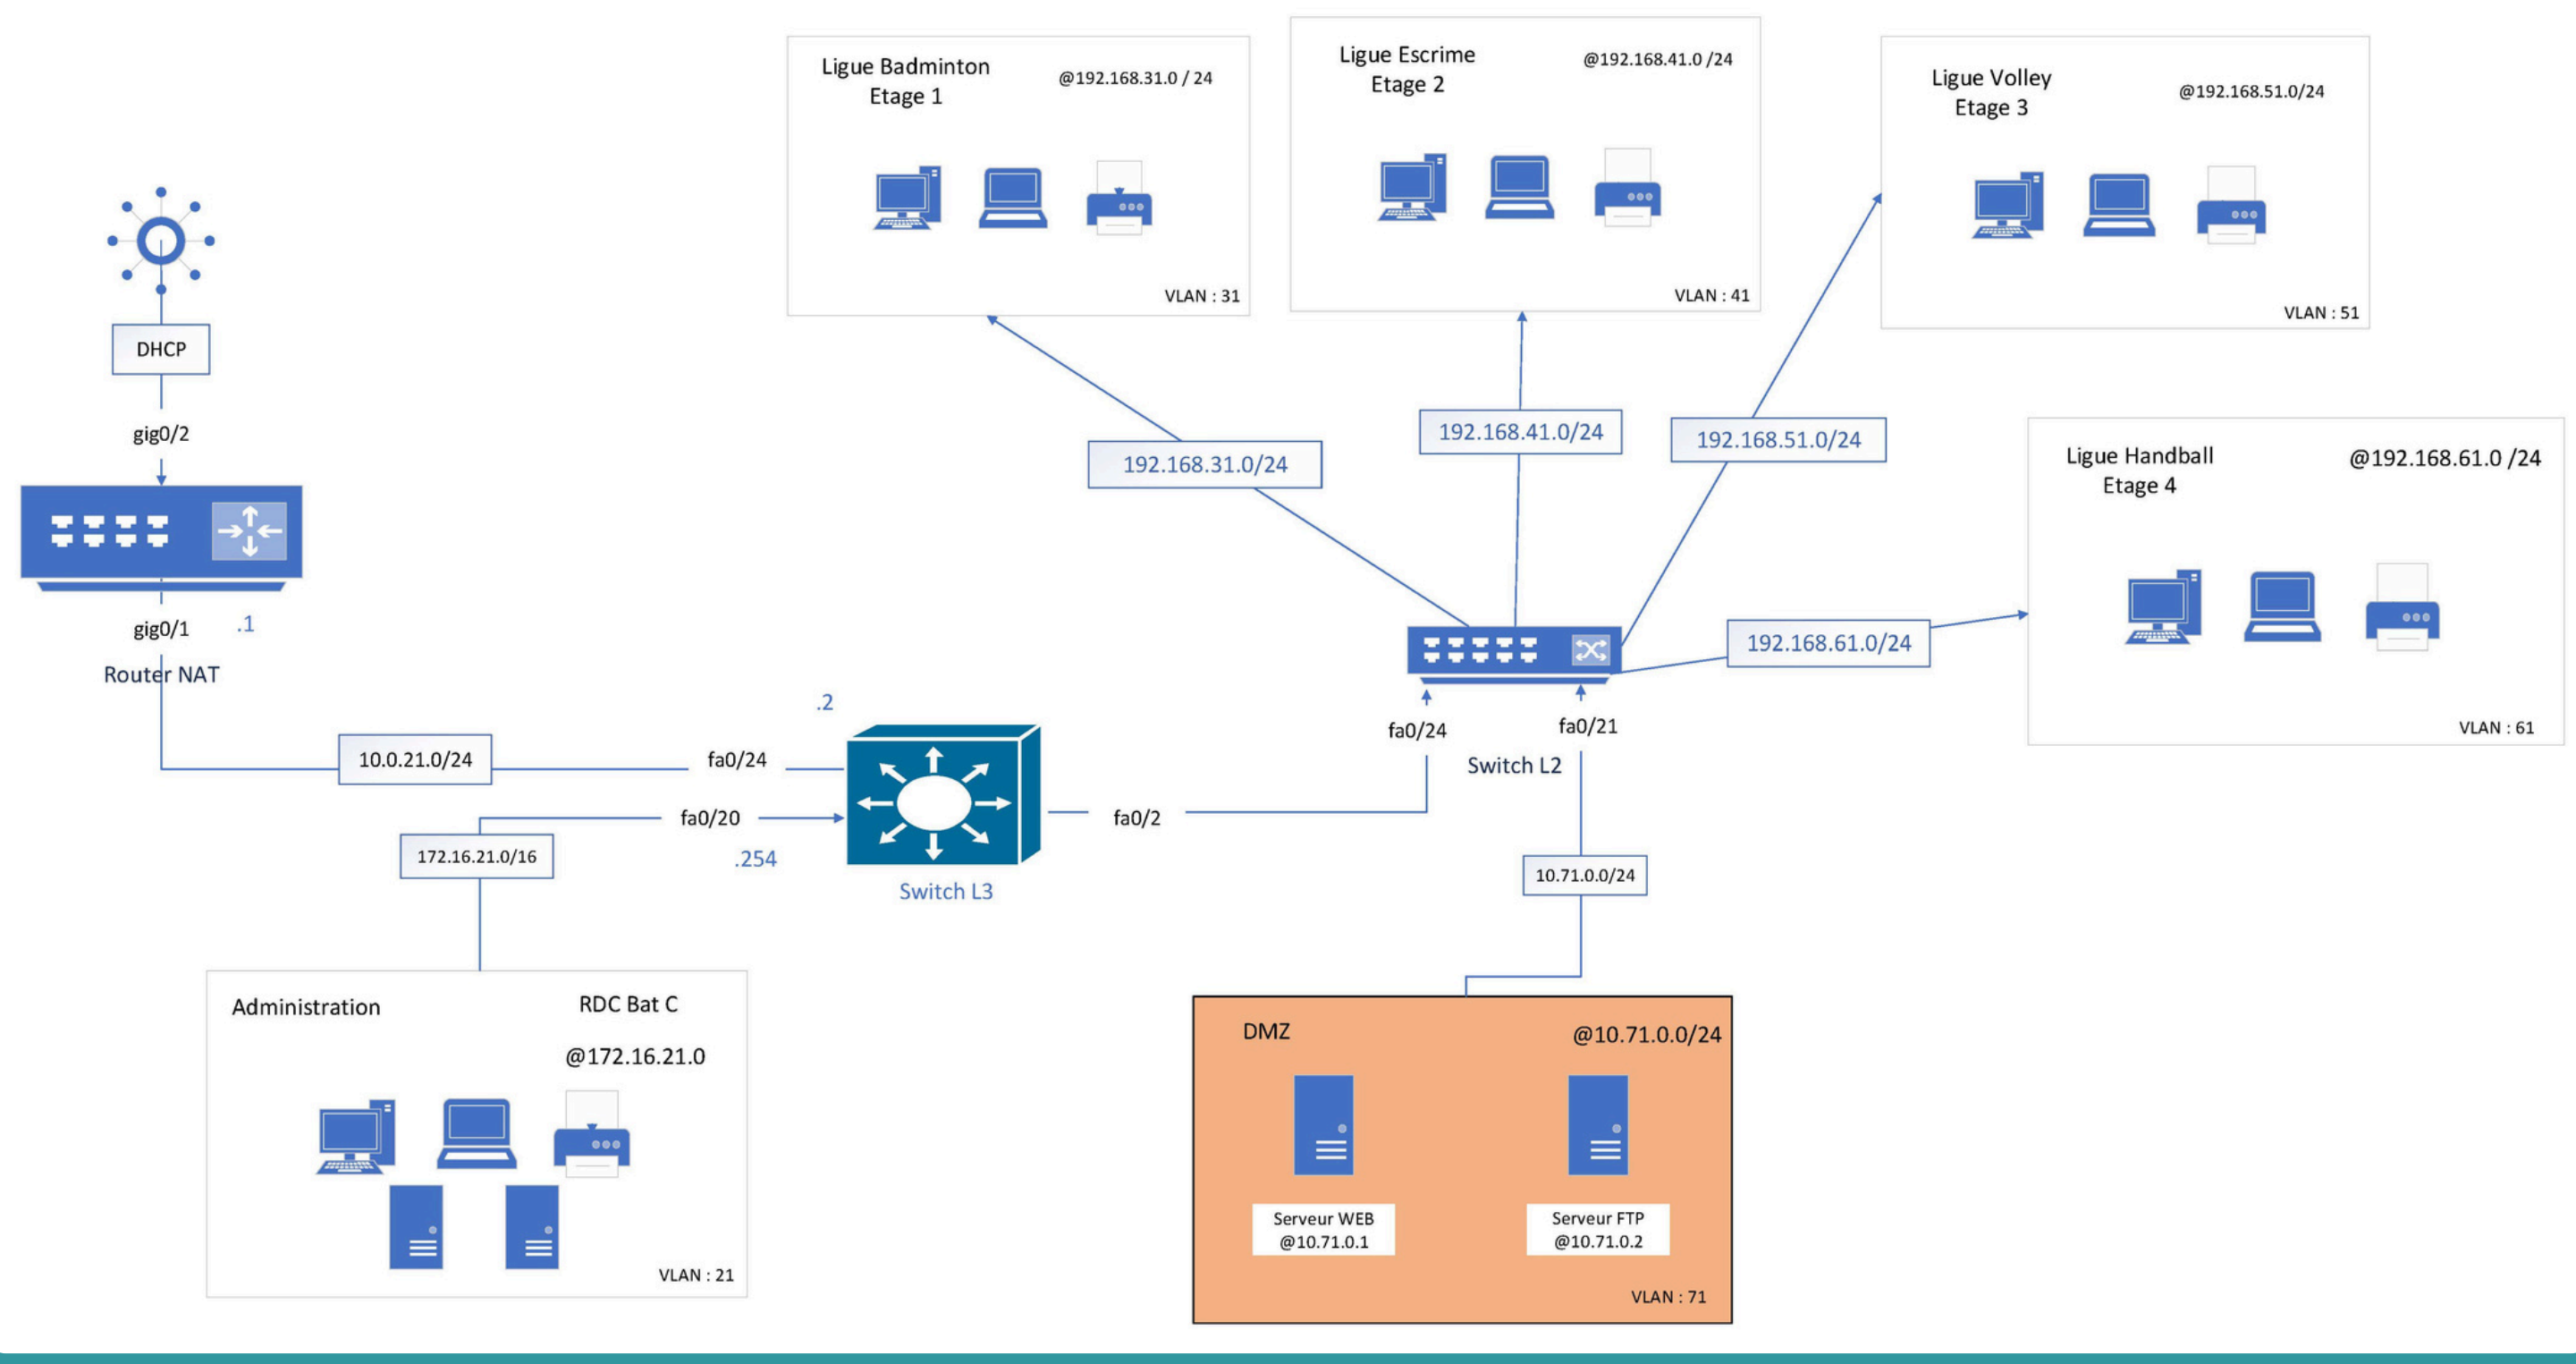 Ligue Badminton
Etage 1
@192.168.31.0 / 24
VLAN : 31
Ligue Escrime
Etage 2
@192.168.41.0 /24
VLAN : 41
Ligue Volley
Etage 3
@192.168.51.0/24
VLAN : 51
DHCP
gig0/2
gig0/1
.1
Router NAT
192.168.31.0/24
192.168.41.0/24
192.168.51.0/24
192.168.61.0/24
Ligue Handball
Etage 4
@192.168.61.0 /24
VLAN : 61
10.0.21.0/24
fa0/24
.2
172.16.21.0/16
fa0/20
.254
Switch L3
fa0/2
fa0/24
fa0/21
Switch L2
10.71.0.0/24
Administration
RDC Bat C
@172.16.21.0
VLAN : 21
DMZ
@10.71.0.0/24
Serveur WEB
@10.71.0.1
Serveur FTP
@10.71.0.2
VLAN : 71